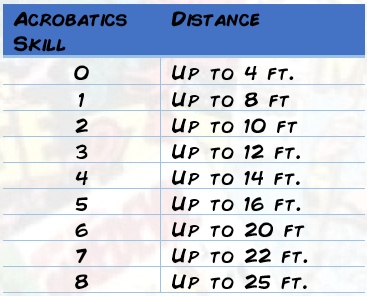 Acrobatics Skill Distance
0 Up to 4 ft.
1 Up to 8 ft
2 Up to 10 ft
3 Up to 12 ft.
4 Up to 14 ft.
5 Up to 16 ft.
6 Up to 20 ft
7 Up to 22 ft.
8 Up to 25 ft.